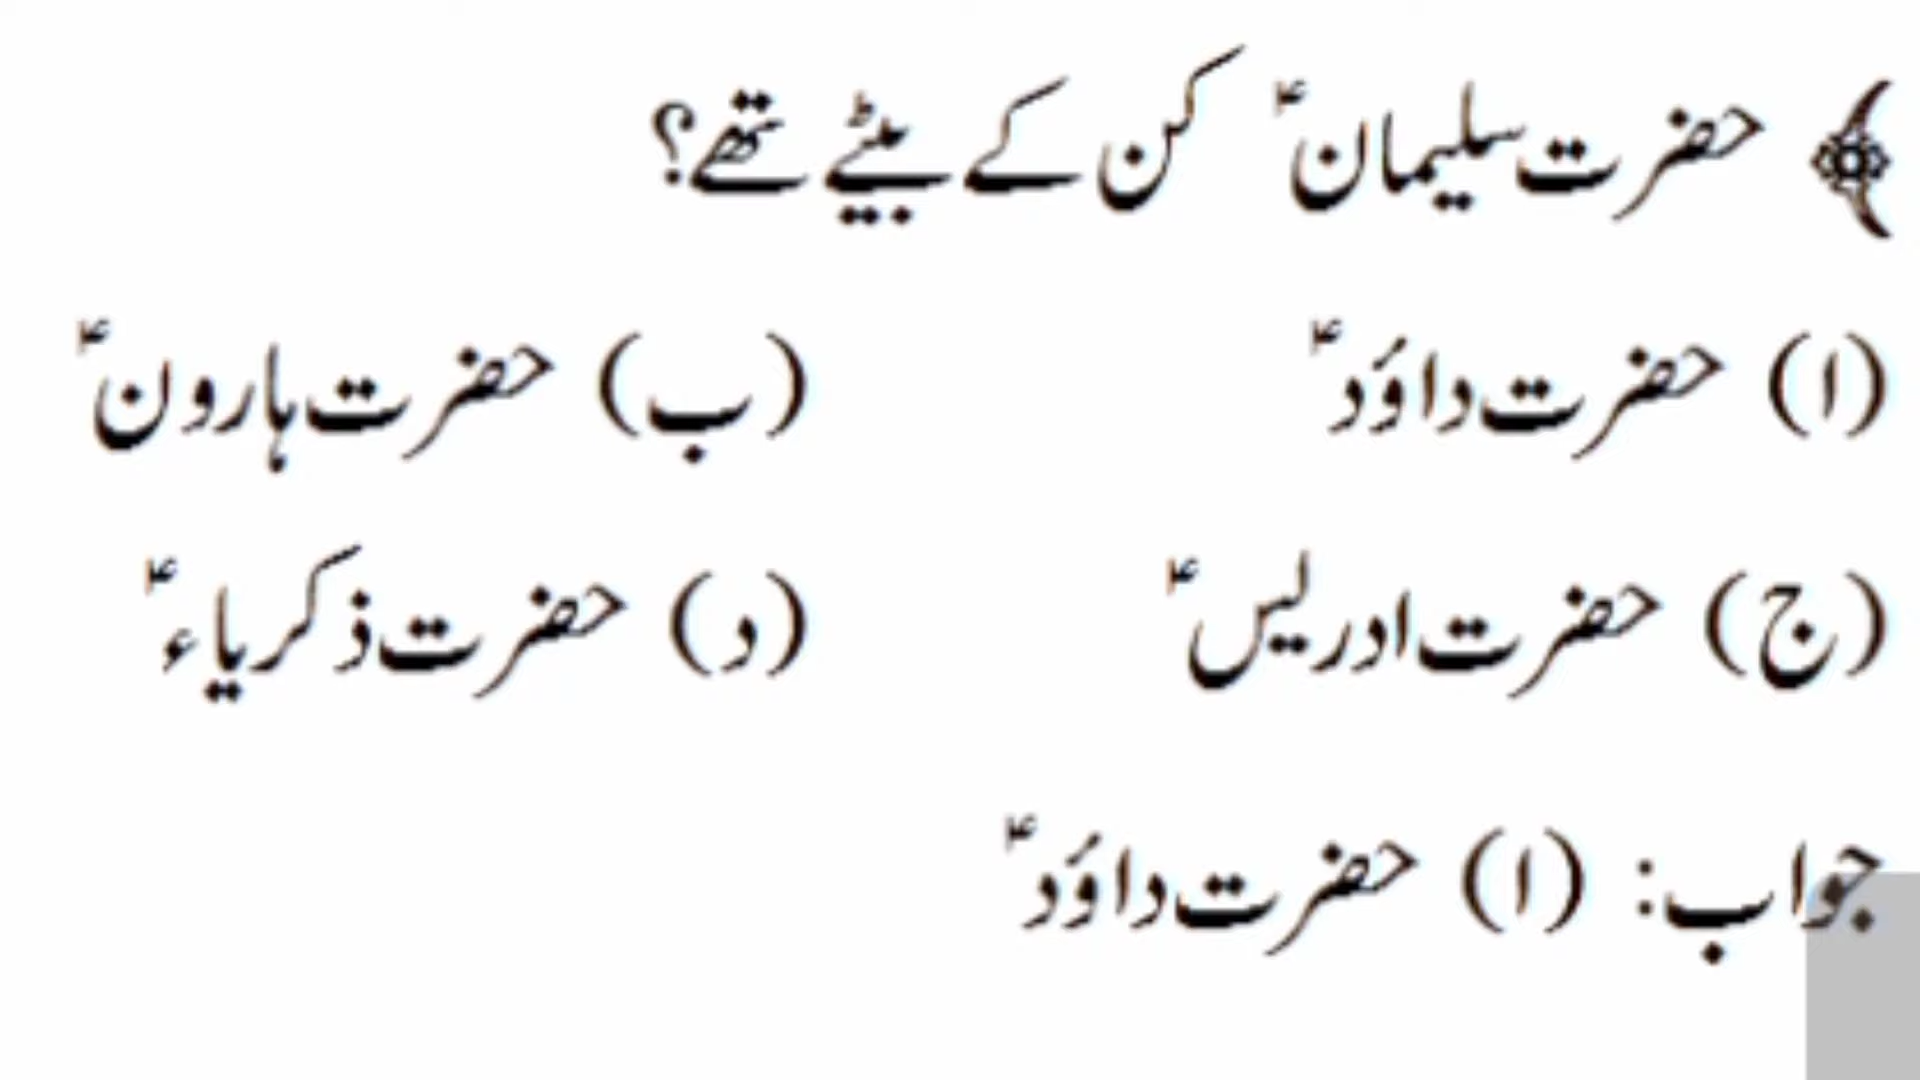 حضرت سلیمانؑ کن کے بیٹے تھے؟
(ا) حضرت داؤدؑ (ب) حضرت ہارونؑ
(ج) حضرت ادریسؑ (د) حضرت ذکریاءؑ
جواب: (ا) حضرت داؤدؑ